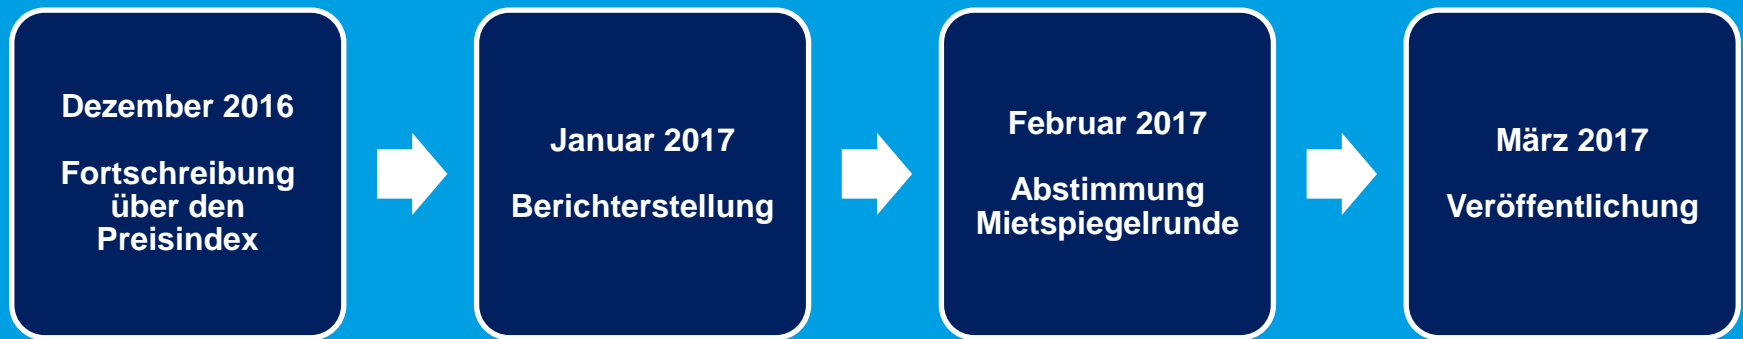 Dezember 2016
Fortschreibung
über den
Preisindex
Januar 2017
Berichterstellung
Februar 2017
Abstimmung
Mietspiegelrunde
März 2017
Veröffentlichung